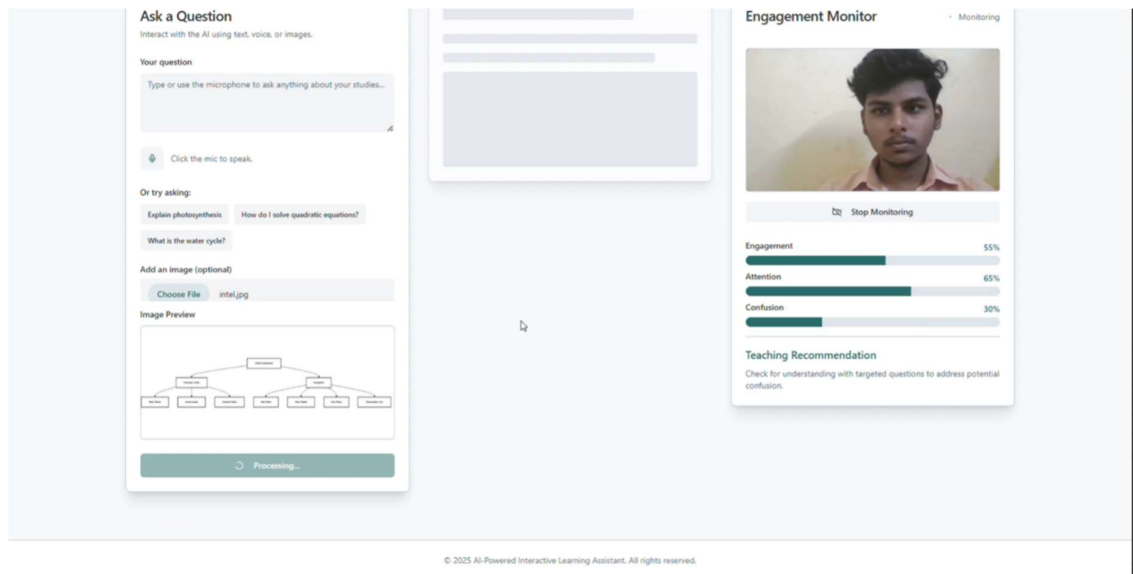 Ask a Question
Interact with the AI using text, voice, or images.
Your question
Type or use the microphone to ask anything about your studies...
Click the mic to speak.
Or try asking:
Explain photosynthesis
How do I solve quadratic equations?
What is the water cycle?
Add an image (optional)
Choose File intel.jpg
Image Preview
Processing...
Engagement Monitor
Monitoring
Stop Monitoring
Engagement 55%
Attention 65%
Confusion 30%
Teaching Recommendation
Check for understanding with targeted questions to address potential
confusion.
© 2025 AI-Powered Interactive Learning Assistant. All rights reserved.